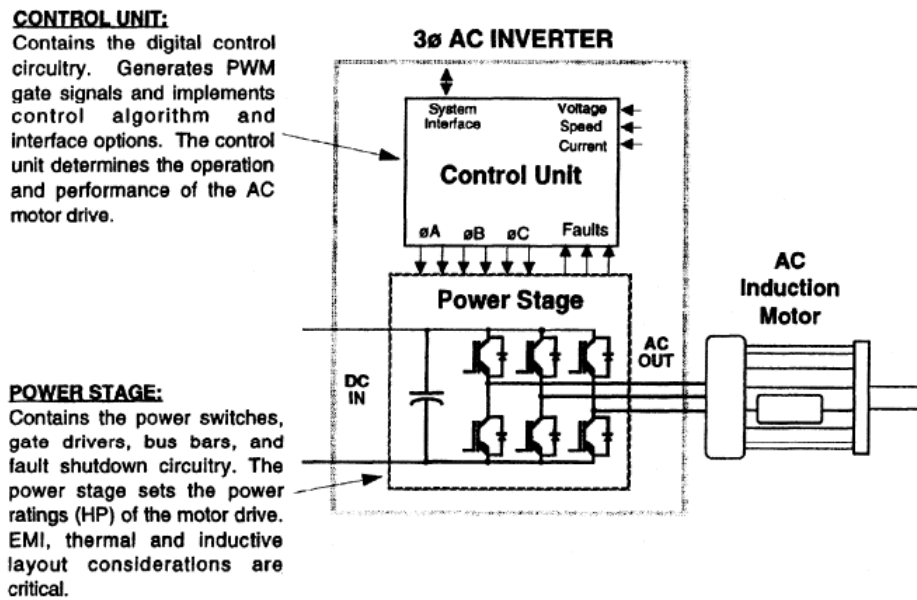 CONTROL UNIT:
Contains the digital control
circuitry. Generates PWM
gate signals and implements
control algorithm and
interface options. The control
unit determines the operation
and performance of the AC
motor drive.
3ø AC INVERTER
System
Interface
Voltage
Speed
Current
Control Unit
øA øB øC Faults
Power Stage
DC
IN
AC
OUT
AC
Induction
Motor
POWER STAGE:
Contains the power switches,
gate drivers, bus bars, and
fault shutdown circuitry. The
power stage sets the power
ratings (HP) of the motor drive.
EMI, thermal and inductive
layout considerations are
critical.